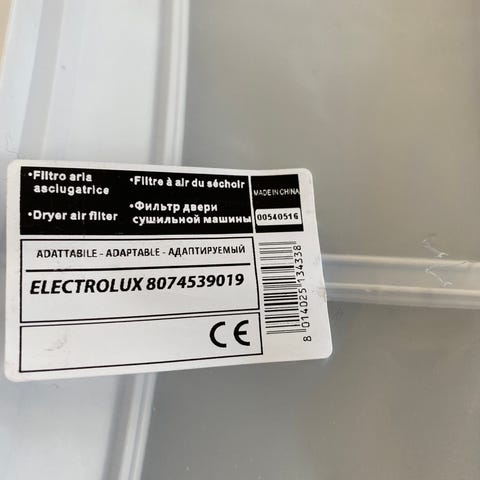 •Filtro aria
asciugatrice
•Filtre à air du séchoir
•Dryer air filter
•Фильтр двери
сушильной машины
MADE IN CHINA
00540516
ADATTABILE - ADAPTABLE - АДАПТИРУЕМЫЙ
ELECTROLUX 8074539019
CE
8 014025 134338